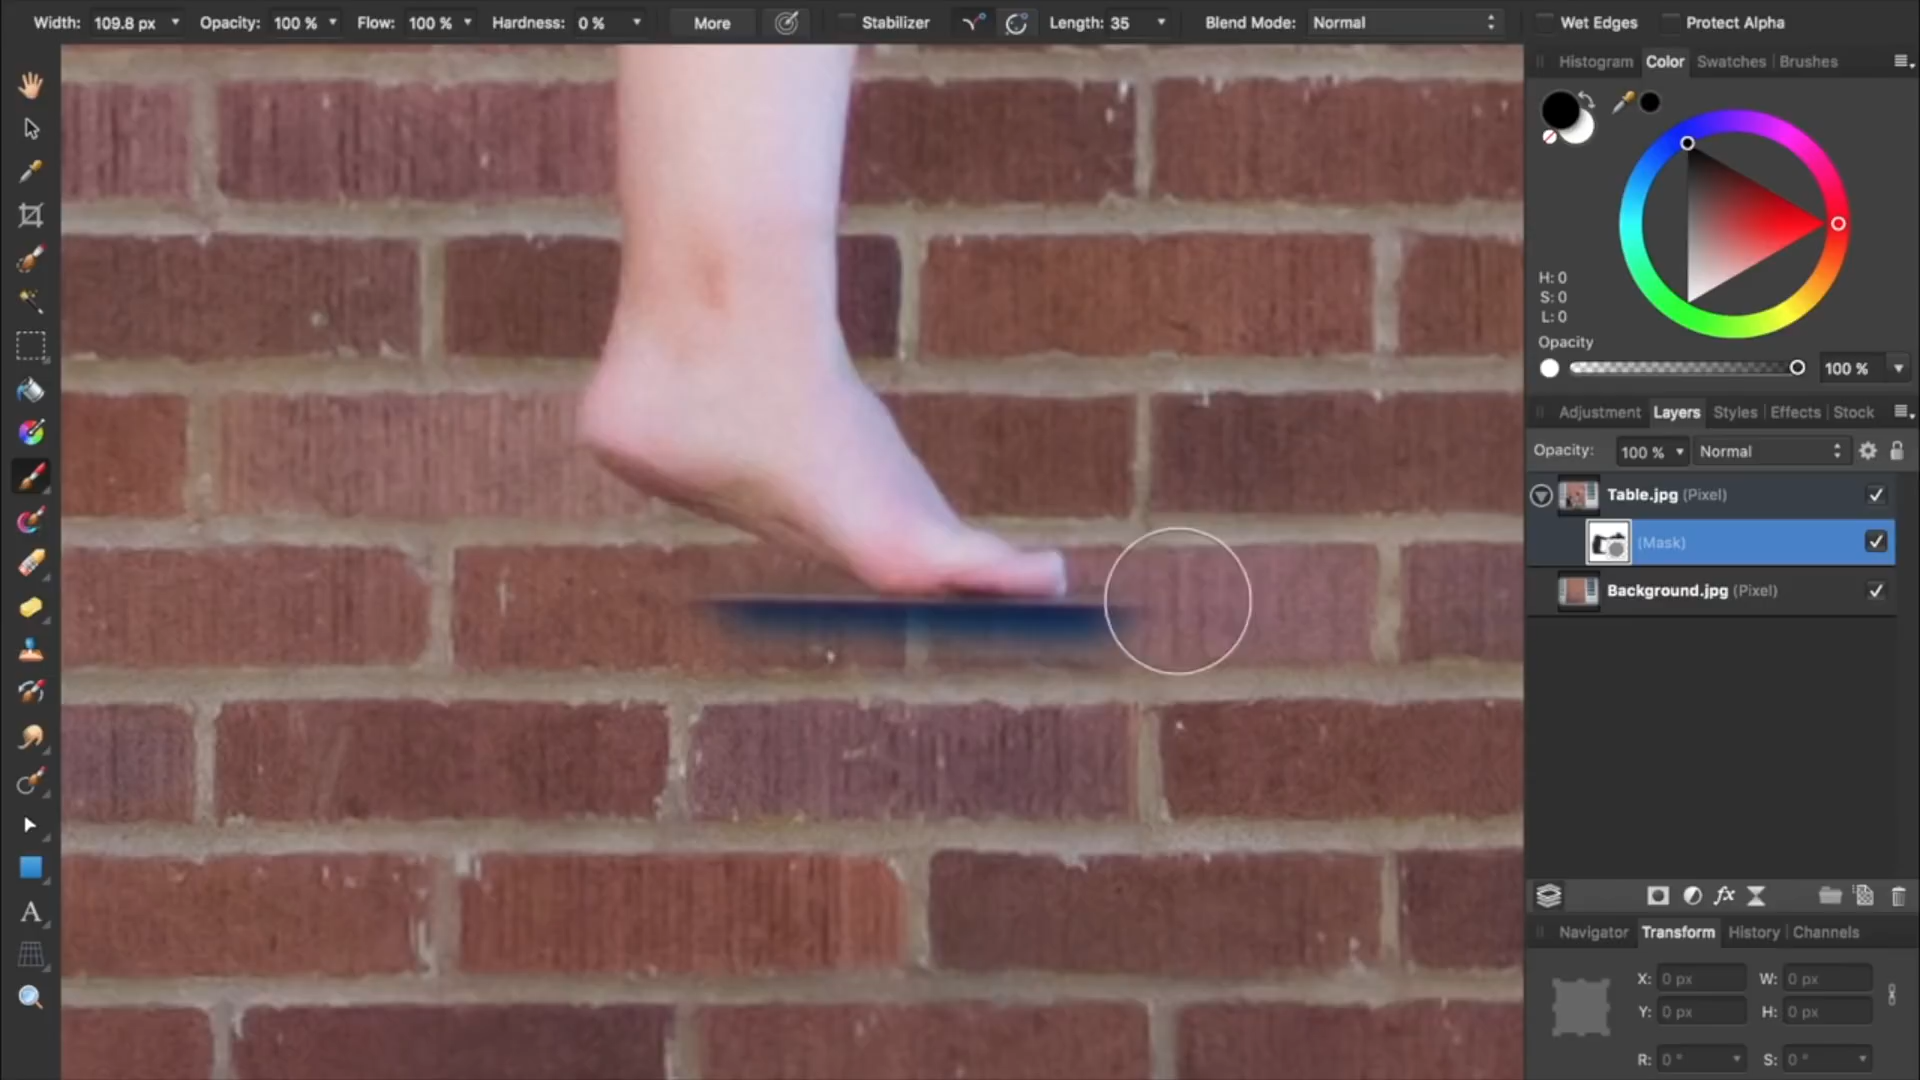 Width: 109.8 px Opacity: 100 % Flow: 100 % Hardness: 0 % More Stabilizer Length: 35 Blend Mode: Normal Wet Edges Protect Alpha
Histogram Color Swatches Brushes
H: 0
S: 0
L: 0
Opacity
100 %
Adjustment Layers Styles Effects Stock
Opacity: 100 % Normal
Table.jpg (Pixel)
(Mask)
Background.jpg (Pixel)
fx
Navigator Transform History Channels
X: 0 px W: 0 px
Y: 0 px H: 0 px
R: 0 ° S: 0 °
A